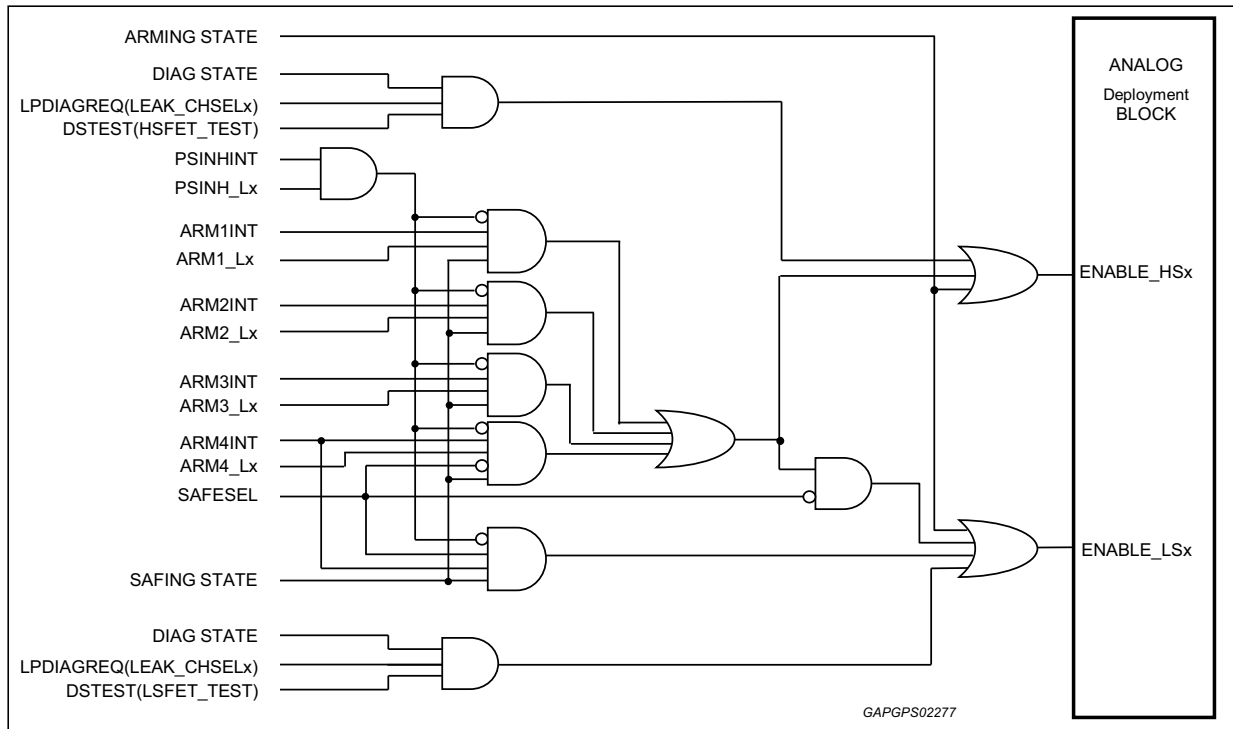 ARMING STATE
DIAG STATE
LPDIAGREQ(LEAK_CHSELx)
DSTEST(HSFET_TEST)
PSINHINT
PSINH_Lx
ARM1INT
ARM1_Lx
ARM2INT
ARM2_Lx
ARM3INT
ARM3_Lx
ARM4INT
ARM4_Lx
SAFESEL
SAFING STATE
DIAG STATE
LPDIAGREQ(LEAK_CHSELx)
DSTEST(LSFET_TEST)
ANALOG
Deployment
BLOCK
ENABLE_HSx
ENABLE_LSx
GAPGPS02277